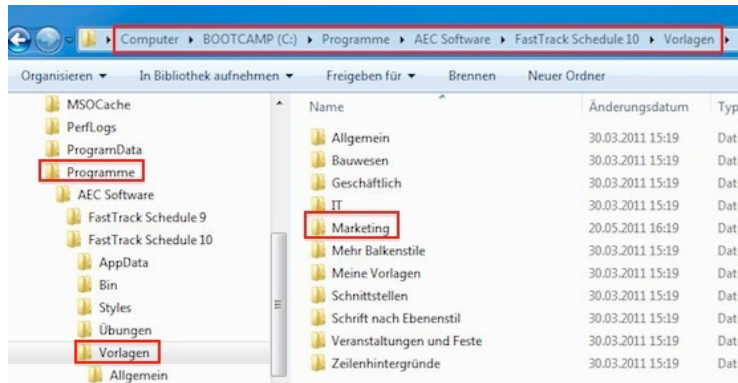 Computer ▸ BOOTCAMP (C:) ▸ Programme ▸ AEC Software ▸ FastTrack Schedule 10 ▸ Vorlagen ▸
Organisieren ▾ In Bibliothek aufnehmen ▾ Freigeben für ▾ Brennen Neuer Ordner
MSOCache
PerfLogs
ProgramData
Programme
AEC Software
FastTrack Schedule 9
FastTrack Schedule 10
AppData
Bin
Styles
Übungen
Vorlagen
Allgemein
Name Änderungsdatum Typ
Allgemein 30.03.2011 15:19 Dat
Bauwesen 30.03.2011 15:19 Dat
Geschäftlich 30.03.2011 15:19 Dat
IT 30.03.2011 15:19 Dat
Marketing 20.05.2011 16:19 Dat
Mehr Balkenstile 30.03.2011 15:19 Dat
Meine Vorlagen 30.03.2011 15:19 Dat
Schnittstellen 30.03.2011 15:19 Dat
Schrift nach Ebenenstil 30.03.2011 15:19 Dat
Veranstaltungen und Feste 30.03.2011 15:19 Dat
Zeilenhintergründe 30.03.2011 15:19 Dat